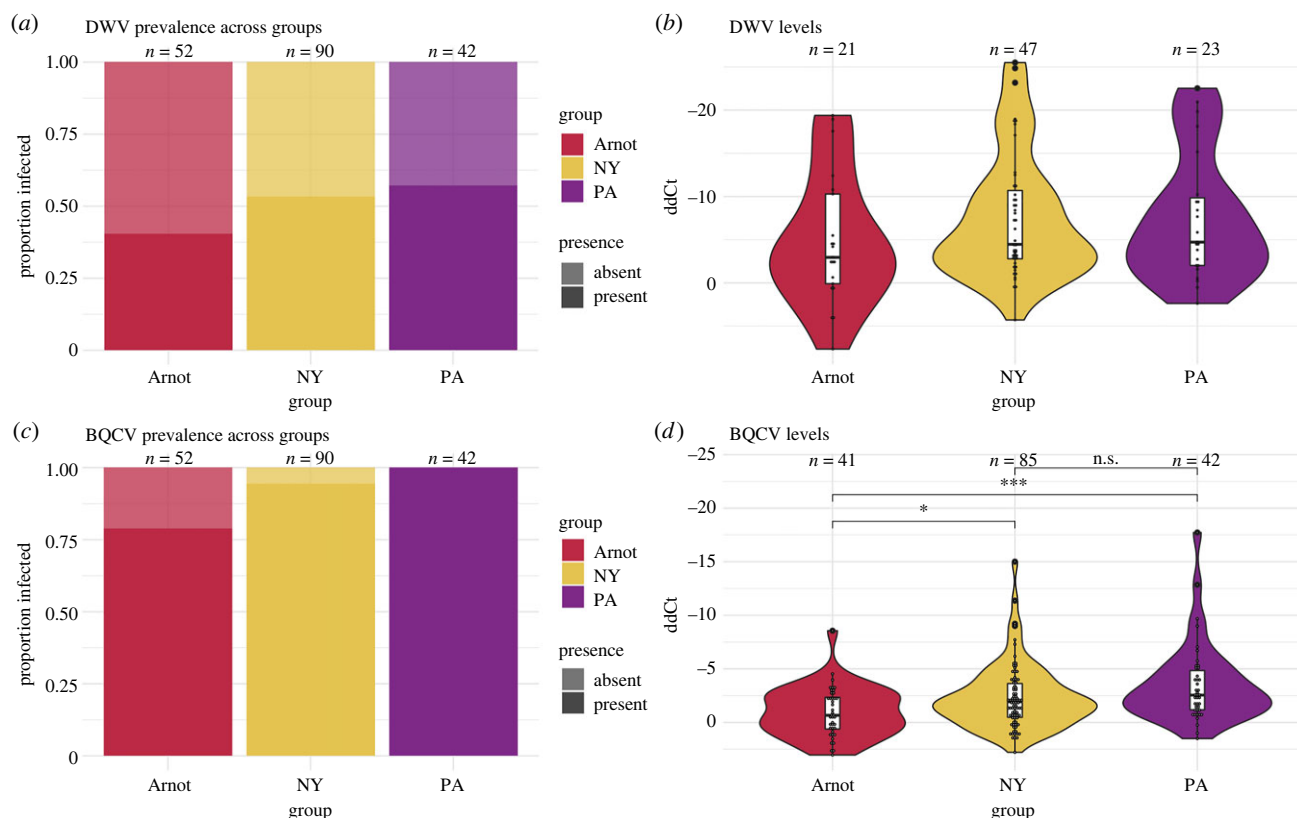 (a)
DWV prevalence across groups
n = 52
n = 90
n = 42
1.00
0.75
0.50
0.25
0
proportion infected
Arnot
NY
PA
group
group
Arnot
NY
PA
presence
absent
present
(b)
DWV levels
n = 21
n = 47
n = 23
–20
–10
0
ddCt
Arnot
NY
PA
group
(c)
BQCV prevalence across groups
n = 52
n = 90
n = 42
1.00
0.75
0.50
0.25
0
proportion infected
Arnot
NY
PA
group
group
Arnot
NY
PA
presence
absent
present
(d)
BQCV levels
–25
–20
–15
–10
–5
0
ddCt
n = 41
n = 85
n = 42
n.s.
***
*
Arnot
NY
PA
group